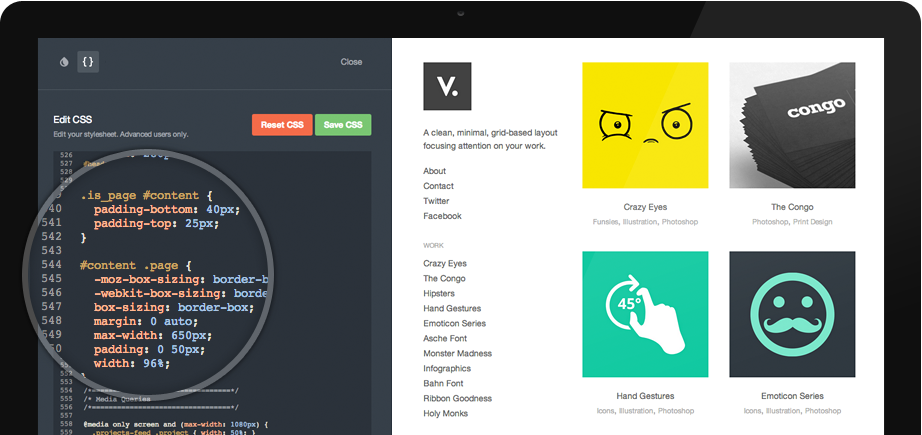 { }
Close
Edit CSS
Edit your stylesheet. Advanced users only.
Reset CSS
Save CSS
526
527
528
529
.is_page #content {
540 padding-bottom: 40px;
541 padding-top: 25px;
542 }
543
544 #content .page {
545 -moz-box-sizing: border-b
546 -webkit-box-sizing: borde
547 box-sizing: border-box;
548 margin: 0 auto;
549 max-width: 650px;
padding: 0 50px;
width: 96%;
553
554 /*=================================*/
555 /* Media Queries
556 /*=================================*/
557
558 @media only screen and (max-width: 1080px) {
559 .projects-feed .project { width: 50%; }
V.
A clean, minimal, grid-based layout
focusing attention on your work.
About
Contact
Twitter
Facebook
WORK
Crazy Eyes
The Congo
Hipsters
Hand Gestures
Emoticon Series
Asche Font
Monster Madness
Infographics
Bahn Font
Ribbon Goodness
Holy Monks
Crazy Eyes
Funsies, Illustration, Photoshop
congo
The Congo
Photoshop, Print Design
45°
Hand Gestures
Icons, Illustration, Photoshop
Emoticon Series
Icons, Illustration, Photoshop